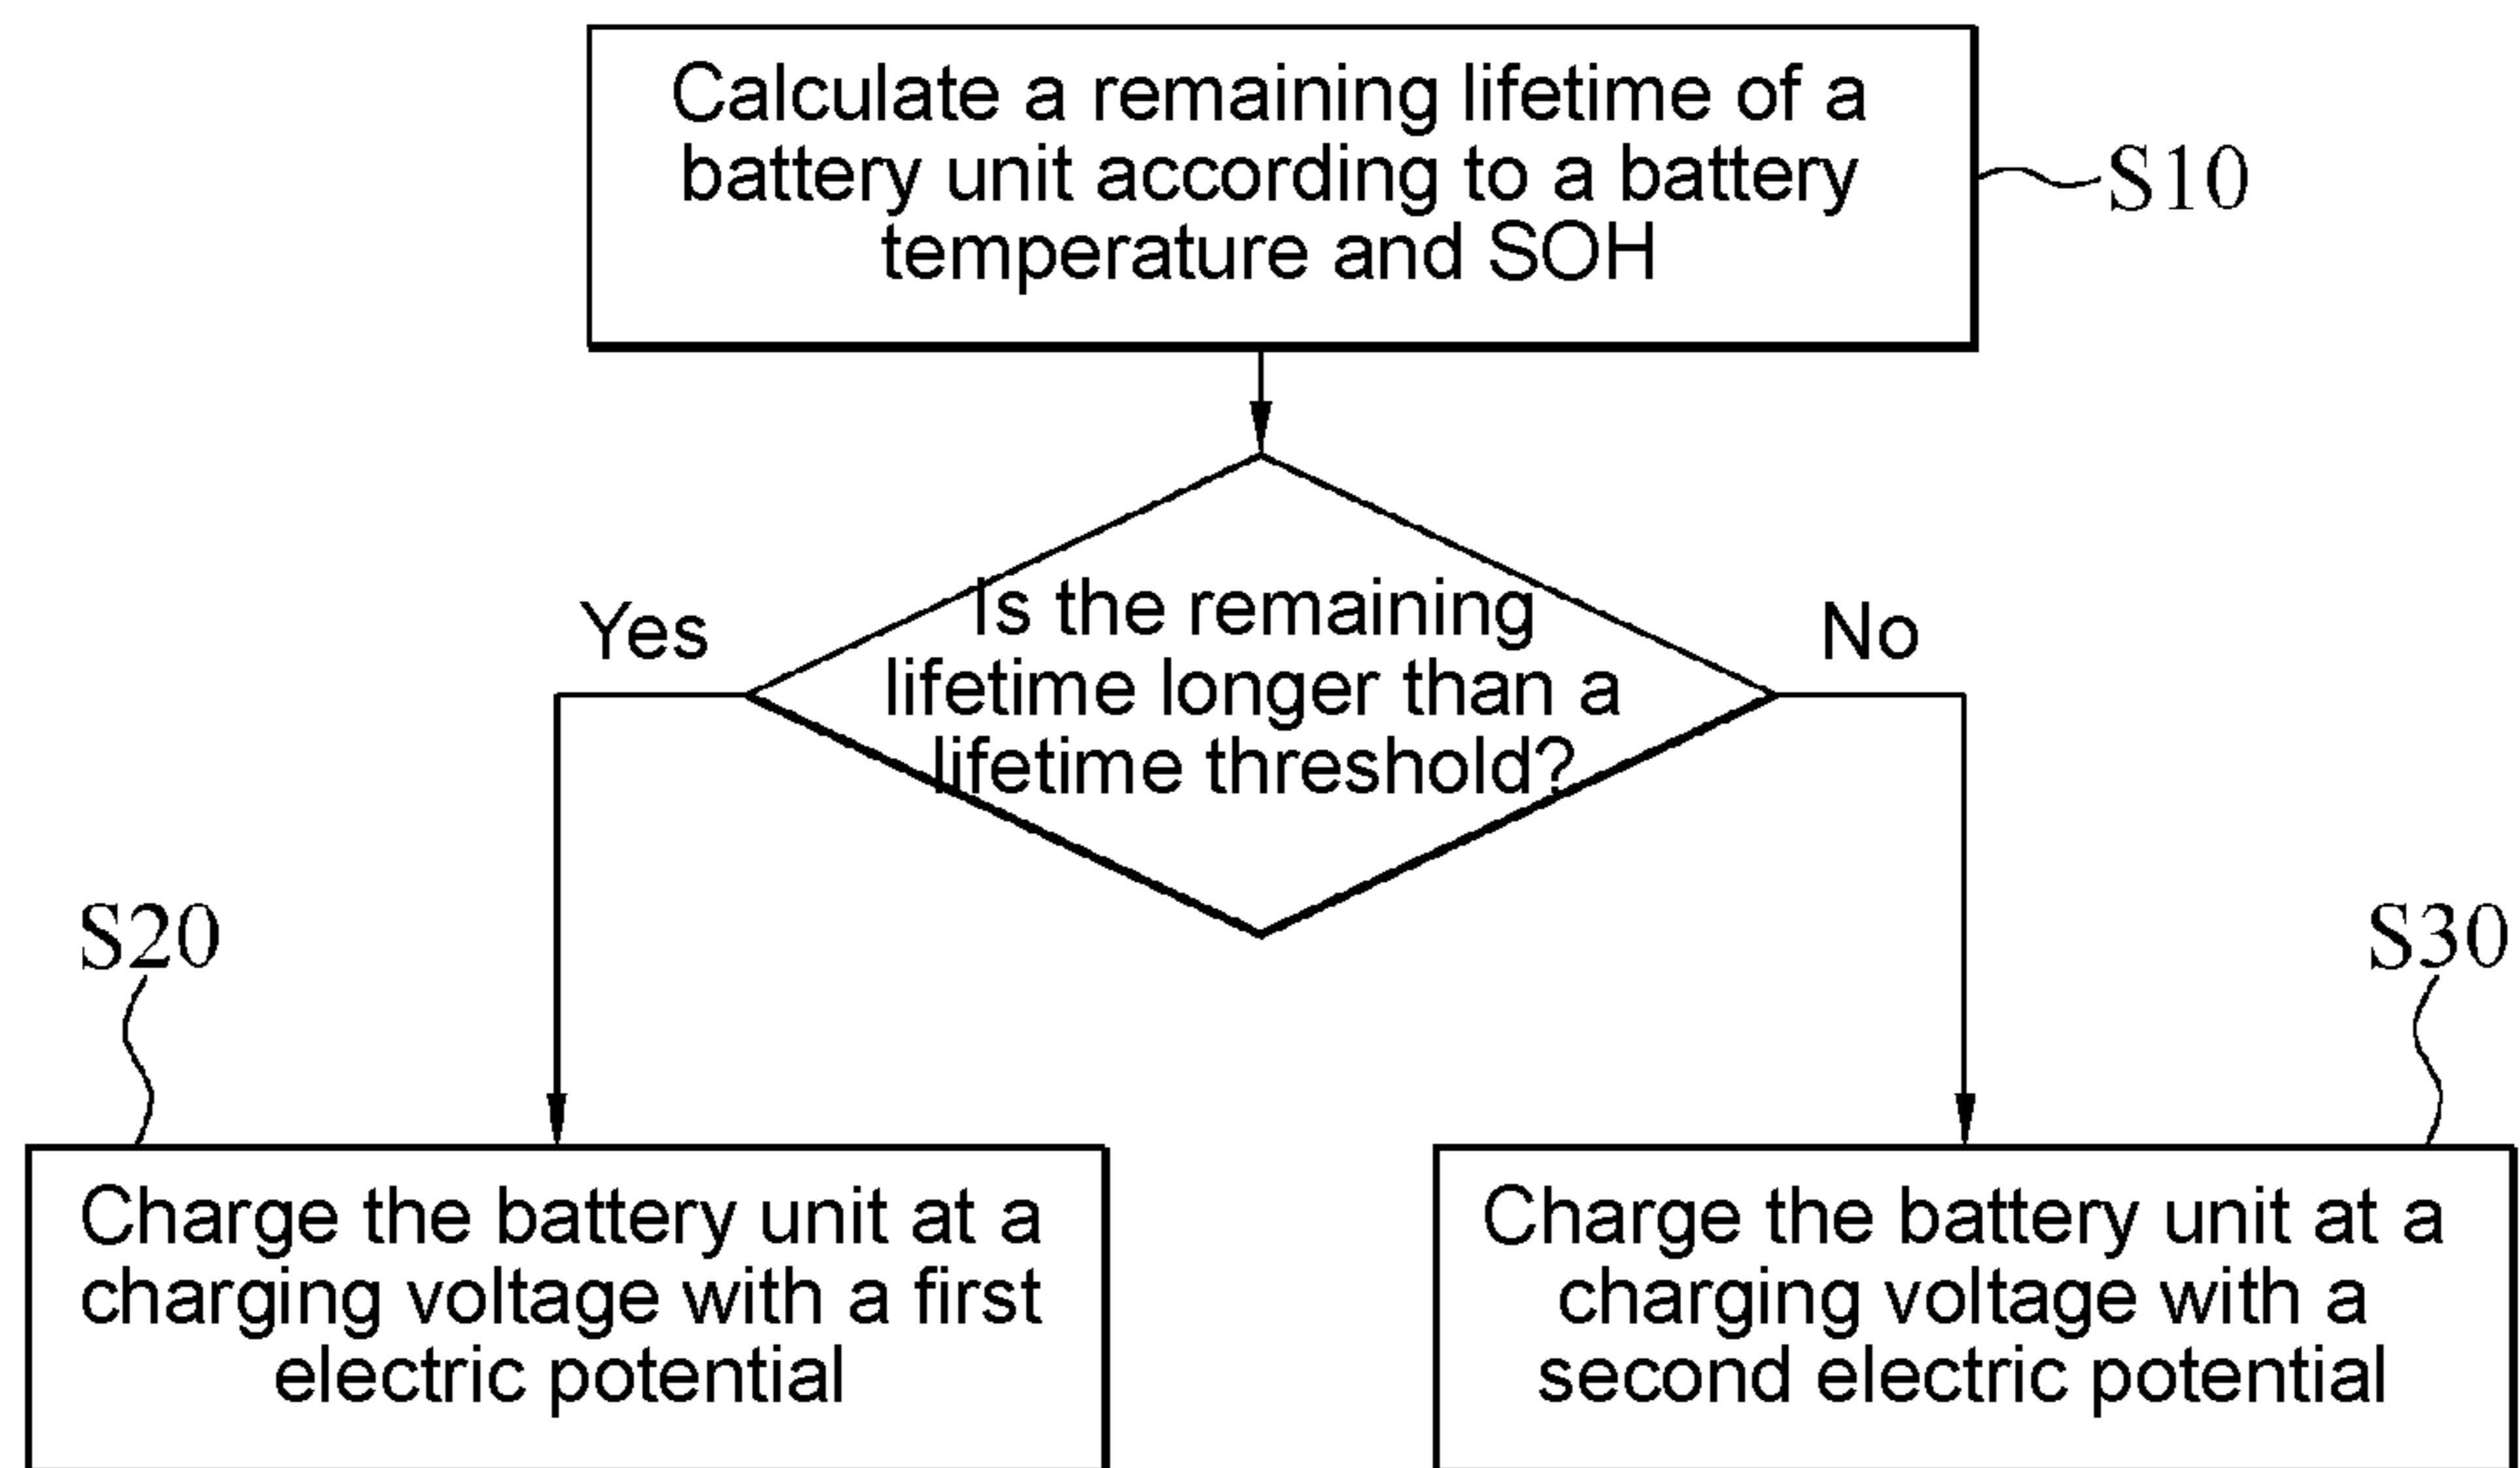 Calculate a remaining lifetime of a
battery unit according to a battery
temperature and SOH
S10
Is the remaining
lifetime longer than a
lifetime threshold?
Yes
No
S20
S30
Charge the battery unit at a
charging voltage with a first
electric potential
Charge the battery unit at a
charging voltage with a
second electric potential